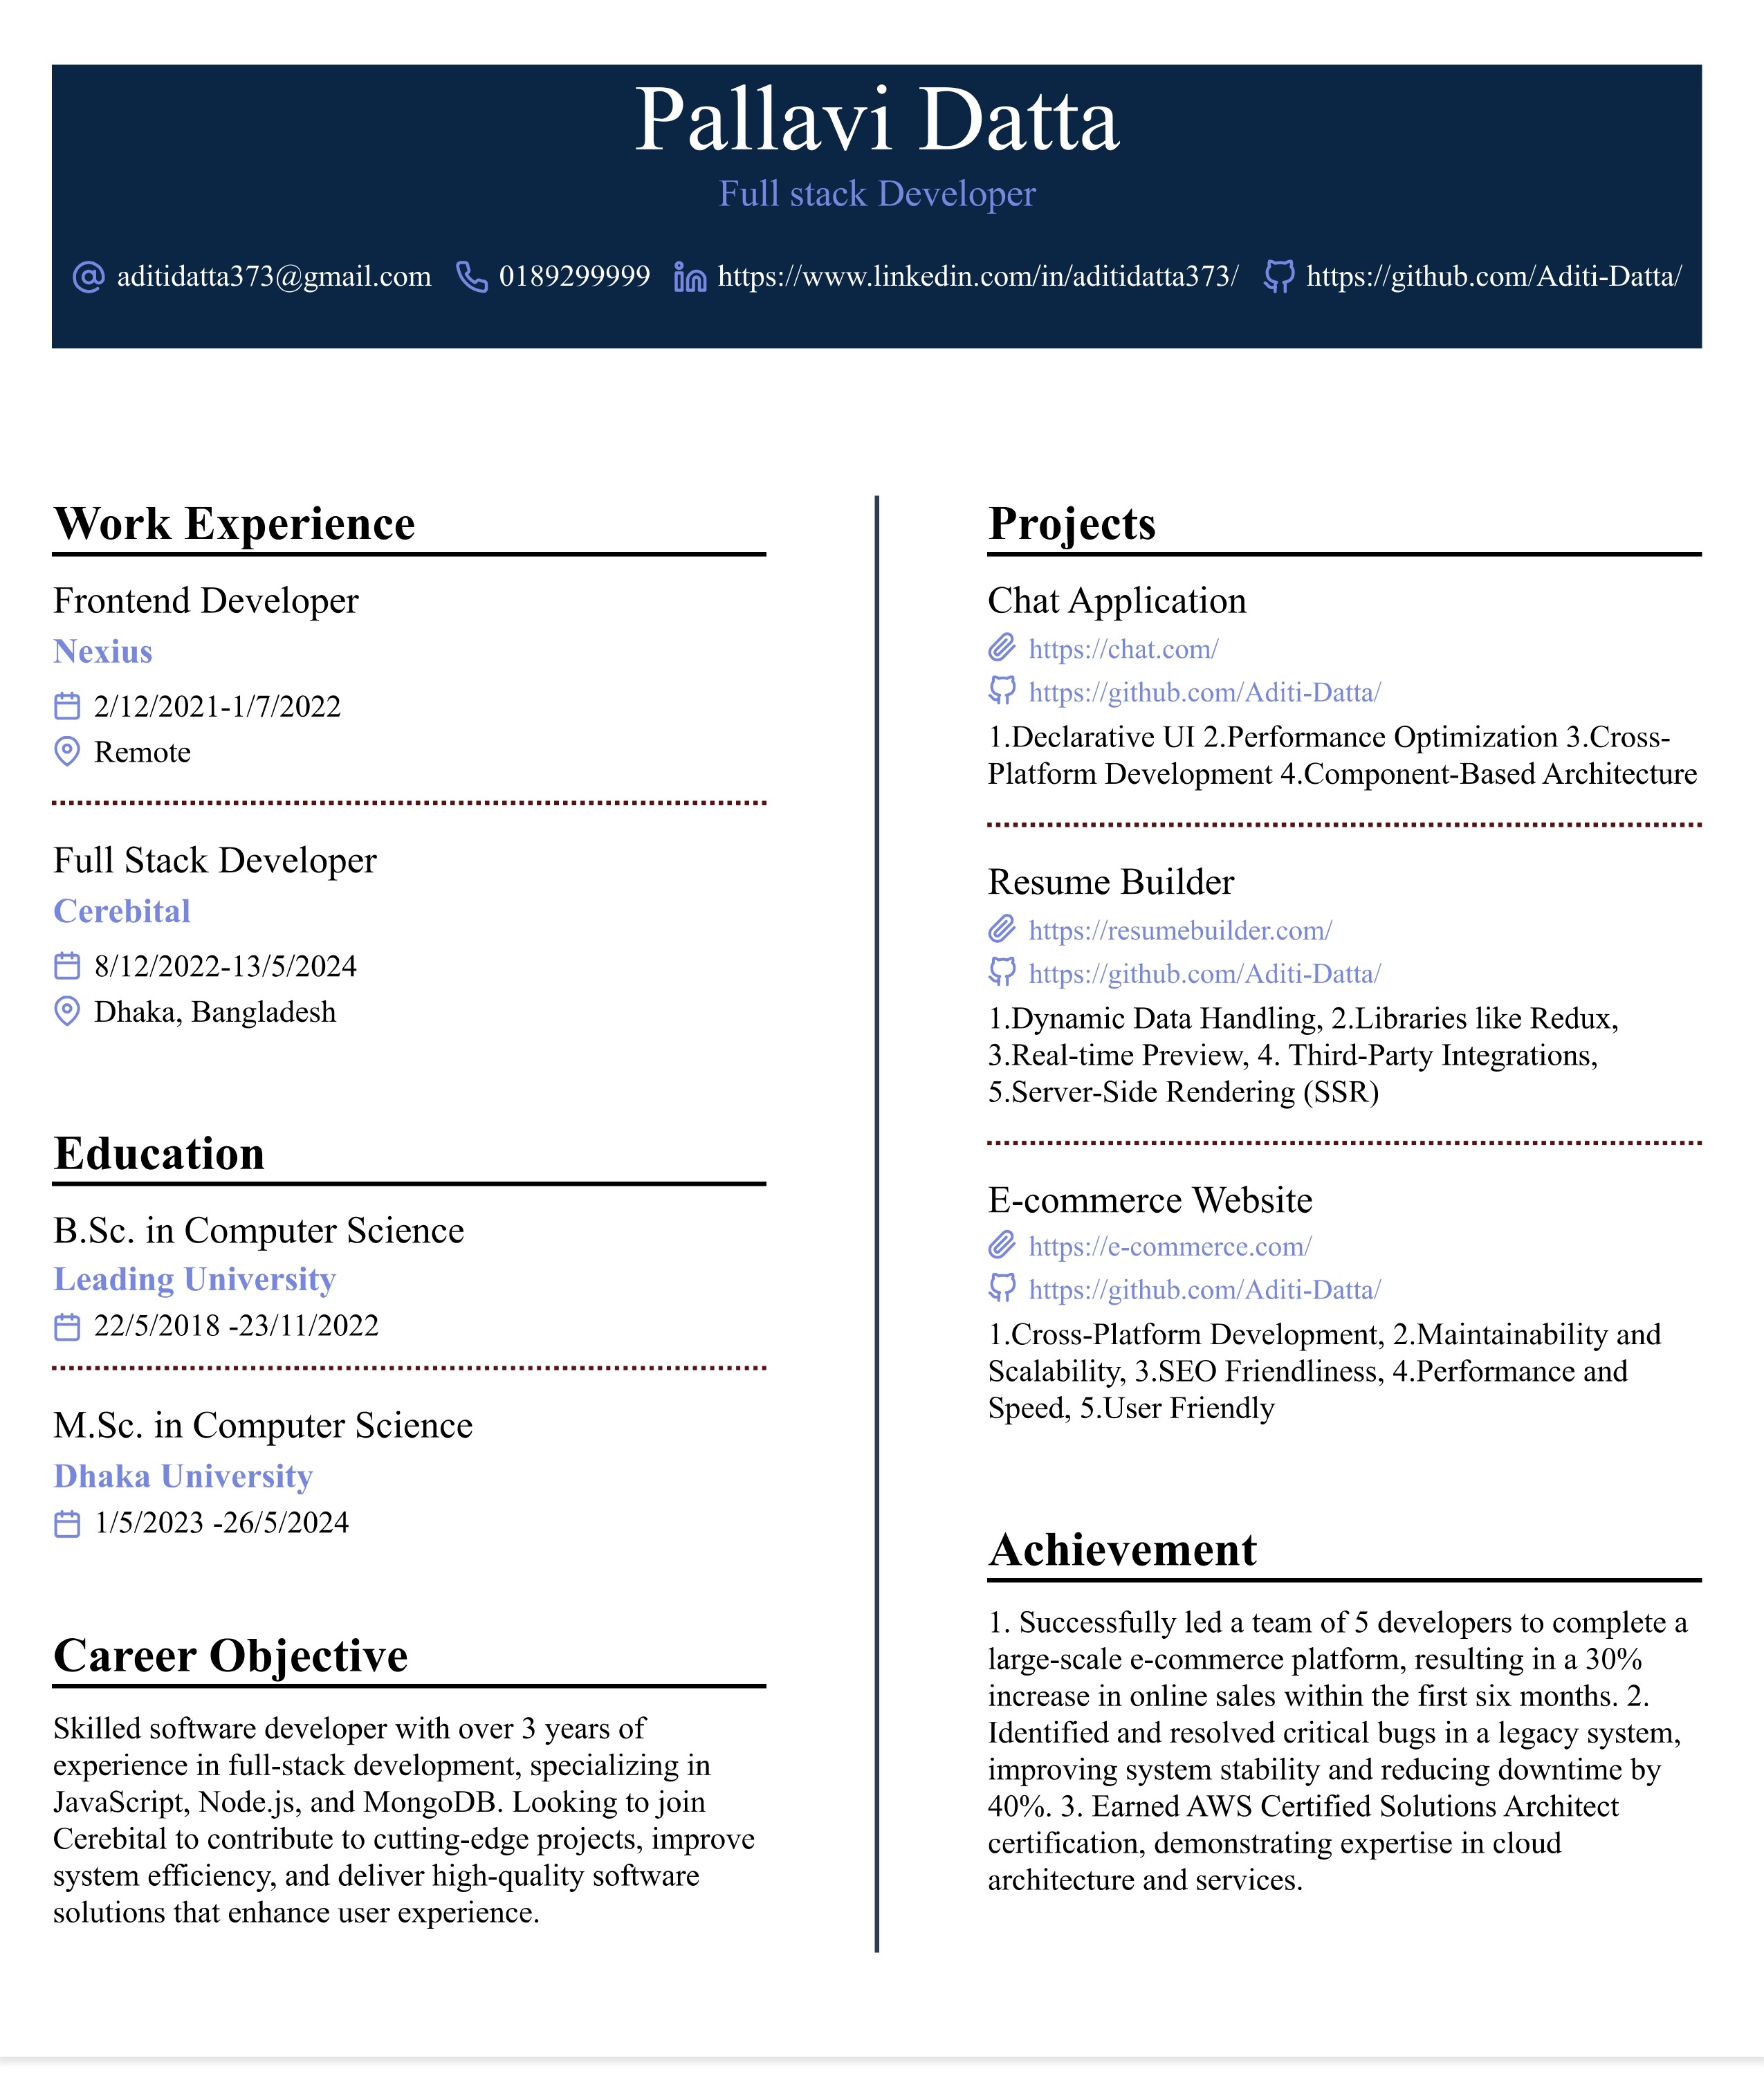 Pallavi Datta
Full stack Developer
aditidatta373@gmail.com 0189299999 https://www.linkedin.com/in/aditidatta373/ https://github.com/Aditi-Datta/
Work Experience
Frontend Developer
Nexius
2/12/2021-1/7/2022
Remote
Full Stack Developer
Cerebital
8/12/2022-13/5/2024
Dhaka, Bangladesh
Education
B.Sc. in Computer Science
Leading University
22/5/2018 -23/11/2022
M.Sc. in Computer Science
Dhaka University
1/5/2023 -26/5/2024
Career Objective
Skilled software developer with over 3 years of
experience in full-stack development, specializing in
JavaScript, Node.js, and MongoDB. Looking to join
Cerebital to contribute to cutting-edge projects, improve
system efficiency, and deliver high-quality software
solutions that enhance user experience.
Projects
Chat Application
https://chat.com/
https://github.com/Aditi-Datta/
1.Declarative UI 2.Performance Optimization 3.Cross-
Platform Development 4.Component-Based Architecture
Resume Builder
https://resumebuilder.com/
https://github.com/Aditi-Datta/
1.Dynamic Data Handling, 2.Libraries like Redux,
3.Real-time Preview, 4. Third-Party Integrations,
5.Server-Side Rendering (SSR)
E-commerce Website
https://e-commerce.com/
https://github.com/Aditi-Datta/
1.Cross-Platform Development, 2.Maintainability and
Scalability, 3.SEO Friendliness, 4.Performance and
Speed, 5.User Friendly
Achievement
1. Successfully led a team of 5 developers to complete a
large-scale e-commerce platform, resulting in a 30%
increase in online sales within the first six months. 2.
Identified and resolved critical bugs in a legacy system,
improving system stability and reducing downtime by
40%. 3. Earned AWS Certified Solutions Architect
certification, demonstrating expertise in cloud
architecture and services.